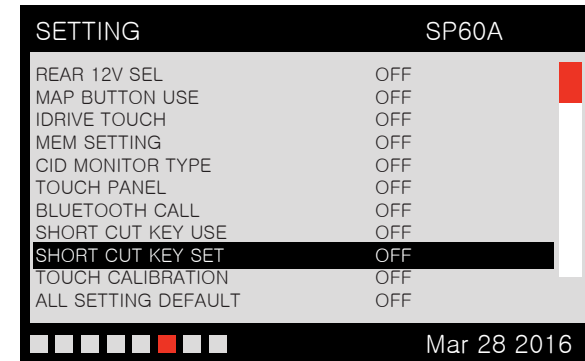 SETTING SP60A
REAR 12V SEL OFF
MAP BUTTON USE OFF
IDRIVE TOUCH OFF
MEM SETTING OFF
CID MONITOR TYPE OFF
TOUCH PANEL OFF
BLUETOOTH CALL OFF
SHORT CUT KEY USE OFF
SHORT CUT KEY SET OFF
TOUCH CALIBRATION OFF
ALL SETTING DEFAULT OFF
Mar 28 2016